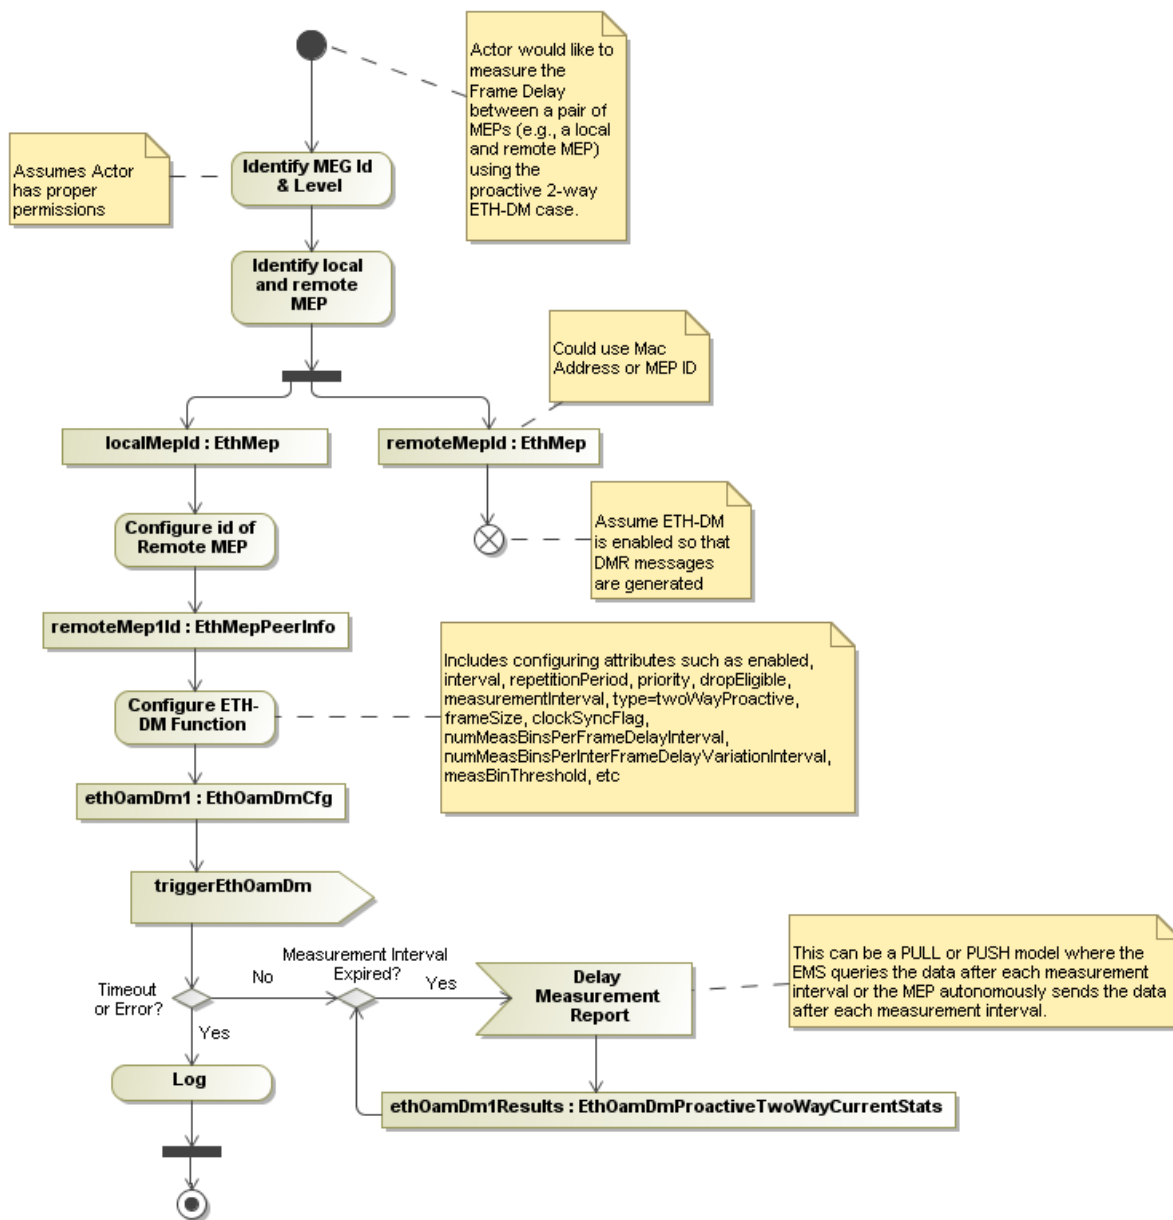 Actor would like to
measure the
Frame Delay
between a pair of
MEPs (e.g., a local
and remote MEP)
using the
proactive 2-way
ETH-DM case.
Assumes Actor
has proper
permissions
Identify MEG Id
& Level
Identify local
and remote
MEP
Could use Mac
Address or MEP ID
localMepId : EthMep
remoteMepId : EthMep
Assume ETH-DM
is enabled so that
DMR messages
are generated
Configure id of
Remote MEP
remoteMep1Id : EthMepPeerInfo
Includes configuring attributes such as enabled,
interval, repetitionPeriod, priority, dropEligible,
measurementInterval, type=twoWayProactive,
frameSize, clockSyncFlag,
numMeasBinsPerFrameDelayInterval,
numMeasBinsPerInterFrameDelayVariationInterval,
measBinThreshold, etc
Configure ETH-
DM Function
ethOamDm1 : EthOamDmCfg
triggerEthOamDm
Timeout
or Error?
No
Measurement Interval
Expired?
Yes
Delay
Measurement
Report
This can be a PULL or PUSH model where the
EMS queries the data after each measurement
interval or the MEP autonomously sends the data
after each measurement interval.
Yes
Log
ethOamDm1Results : EthOamDmProactiveTwoWayCurrentStats